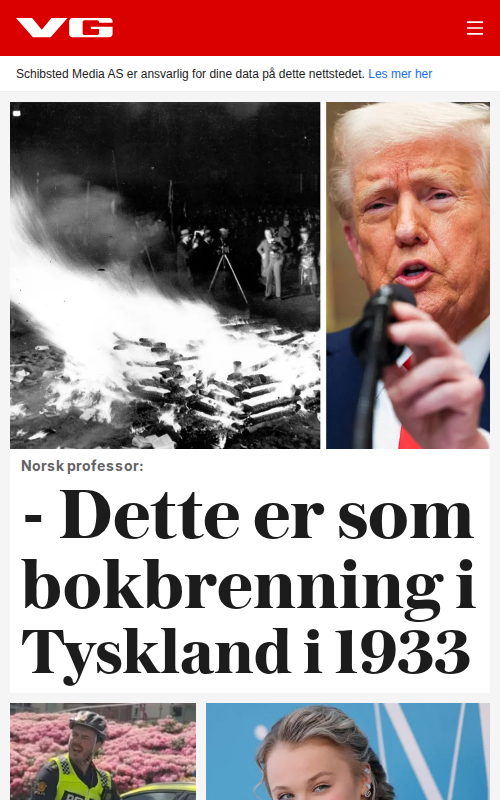 VG
Schibsted Media AS er ansvarlig for dine data på dette nettstedet. Les mer her
Norsk professor:
- Dette er som
bokbrenning i
Tyskland i 1933